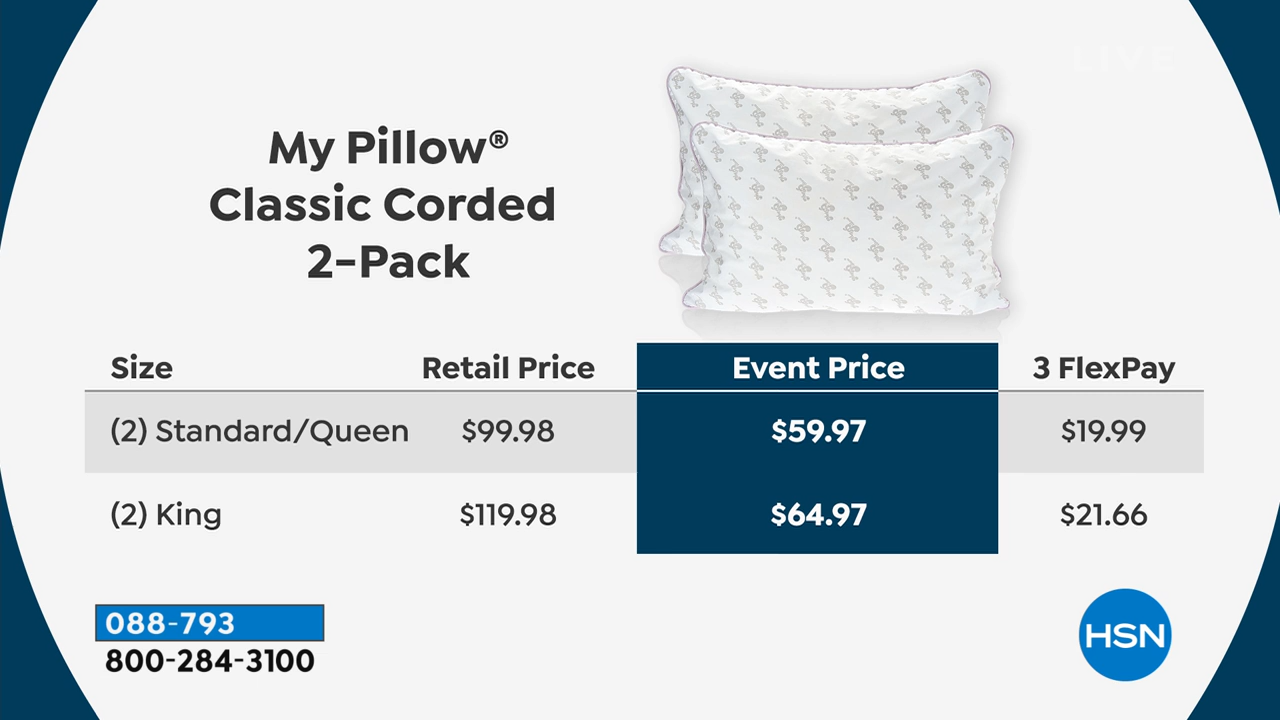 LIVE
My Pillow®
Classic Corded
2-Pack
Size Retail Price Event Price 3 FlexPay
(2) Standard/Queen $99.98 $59.97 $19.99
(2) King $119.98 $64.97 $21.66
088-793
800-284-3100
HSN